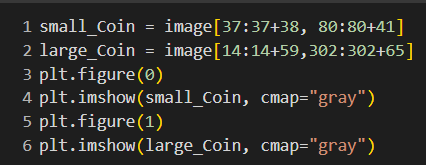 1 small_Coin = image[37:37+38, 80:80+41]
2 large_Coin = image[14:14+59,302:302+65]
3 plt.figure(0)
4 plt.imshow(small_Coin, cmap="gray")
5 plt.figure(1)
6 plt.imshow(large_Coin, cmap="gray")